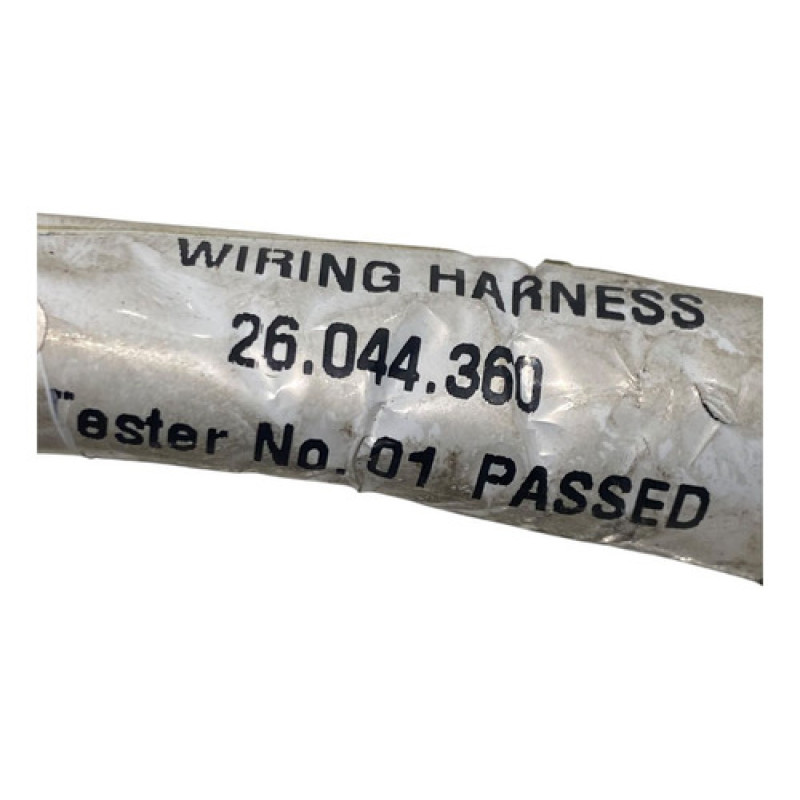 WIRING HARNESS
26.044.360
Tester No. 01 PASSED